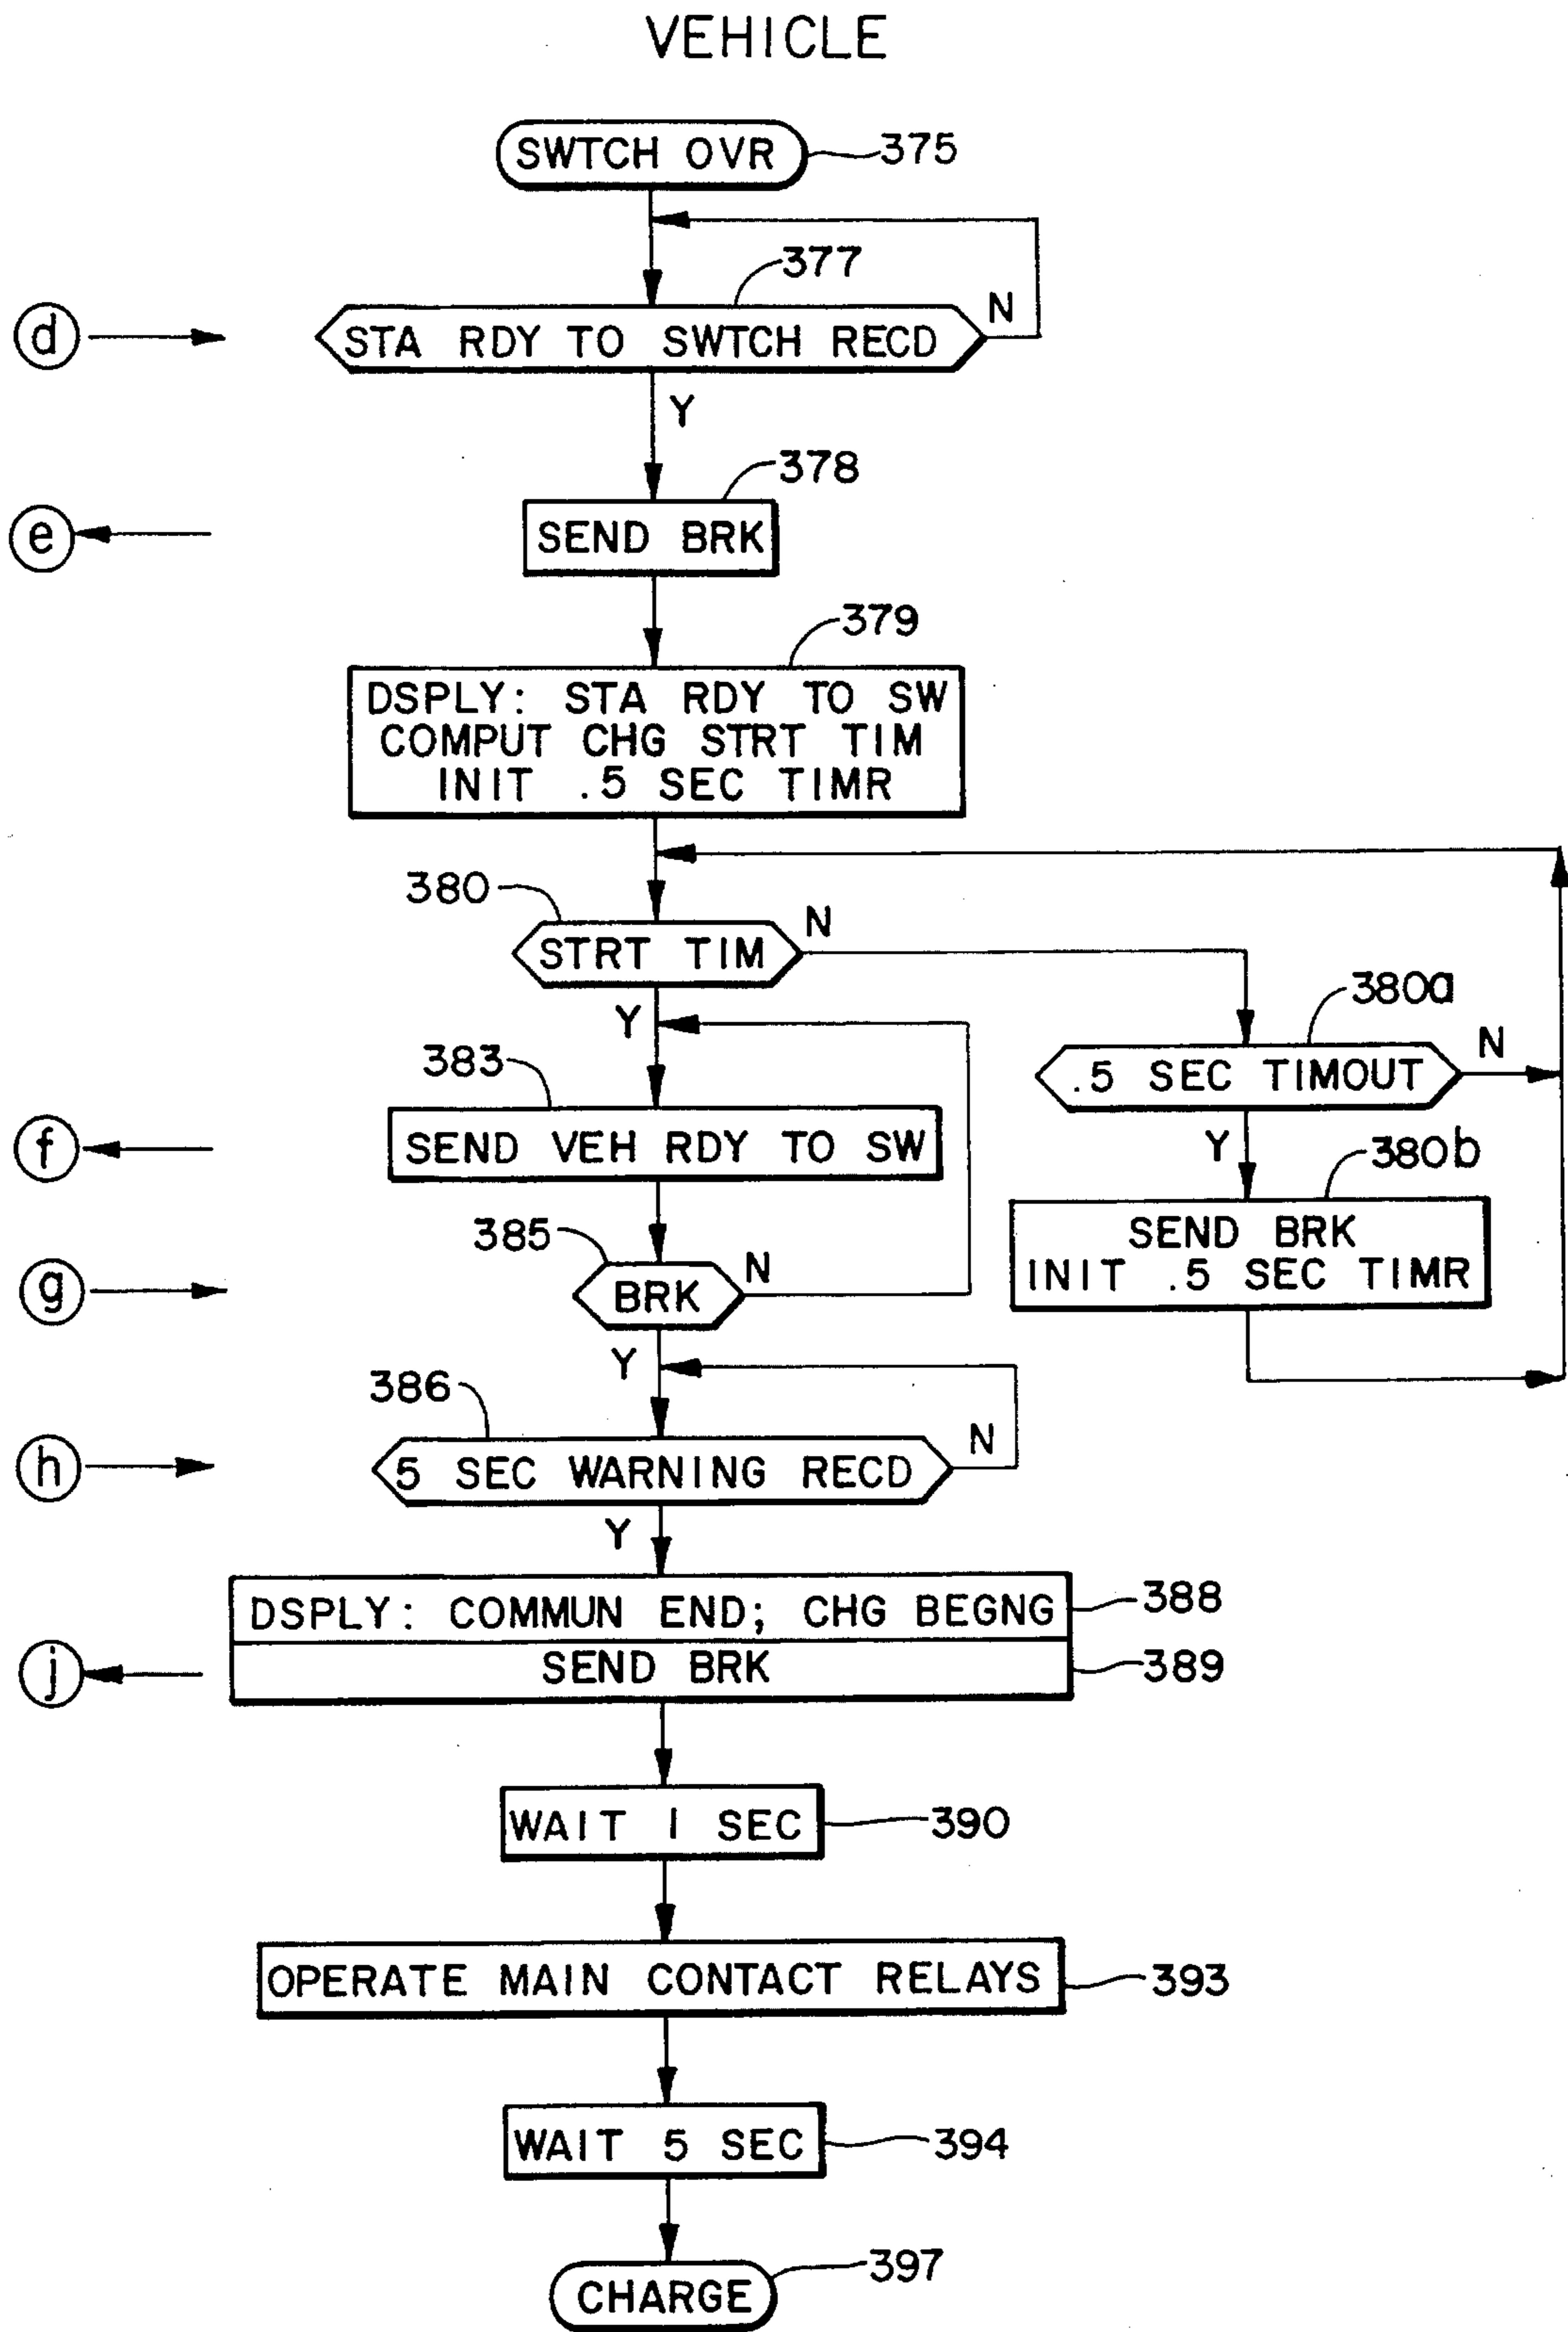 VEHICLE
SWTCH OVR
375
377
d
STA RDY TO SWTCH RECD
N
Y
378
e
SEND BRK
379
DSPLY: STA RDY TO SW
COMPUT CHG STRT TIM
INIT .5 SEC TIMR
380
STRT TIM
N
Y
380a
.5 SEC TIMOUT
N
383
f
SEND VEH RDY TO SW
Y
380b
SEND BRK
INIT .5 SEC TIMR
385
g
BRK
N
Y
386
h
5 SEC WARNING RECD
N
Y
DSPLY: COMMUN END; CHG BEGNG
388
j
SEND BRK
389
WAIT 1 SEC
390
OPERATE MAIN CONTACT RELAYS
393
WAIT 5 SEC
394
CHARGE
397